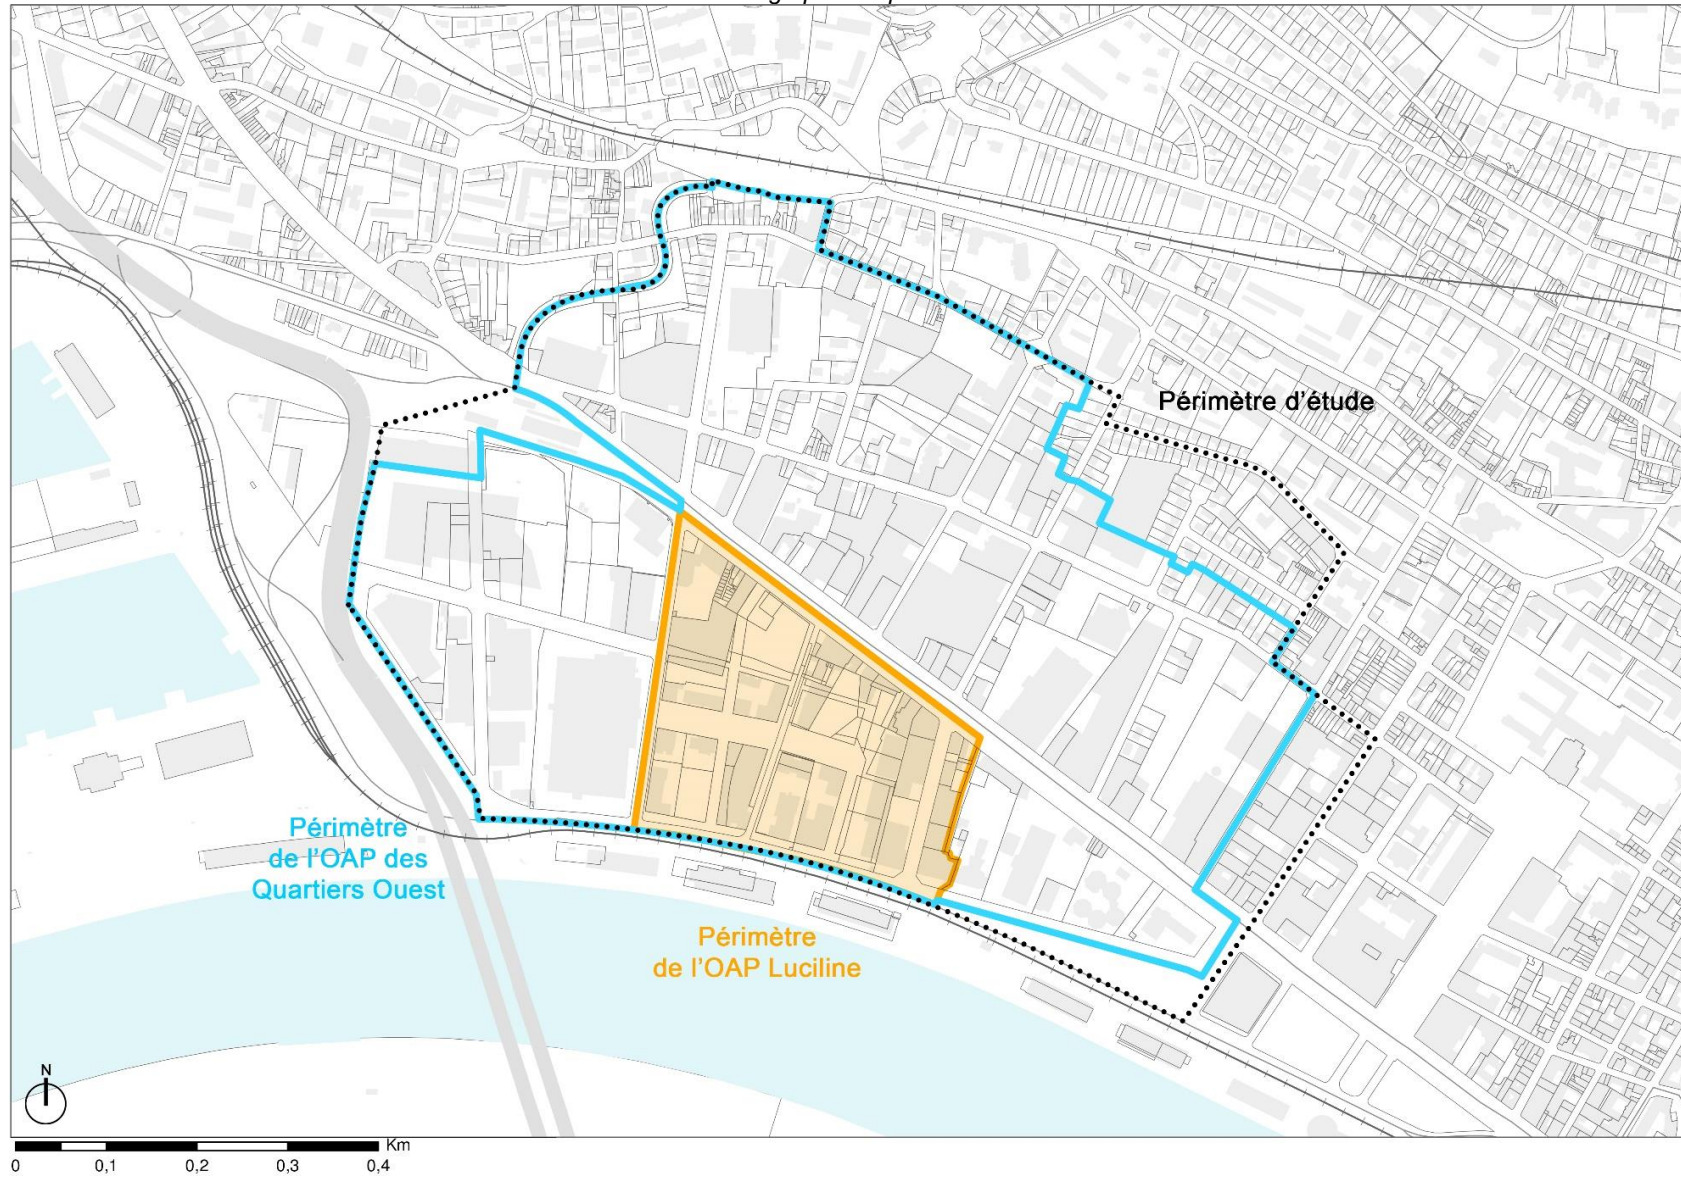 Périmètre d'étude
Périmètre
de l'OAP des
Quartiers Ouest
Périmètre
de l'OAP Luciline
N
Km
0 0,1 0,2 0,3 0,4